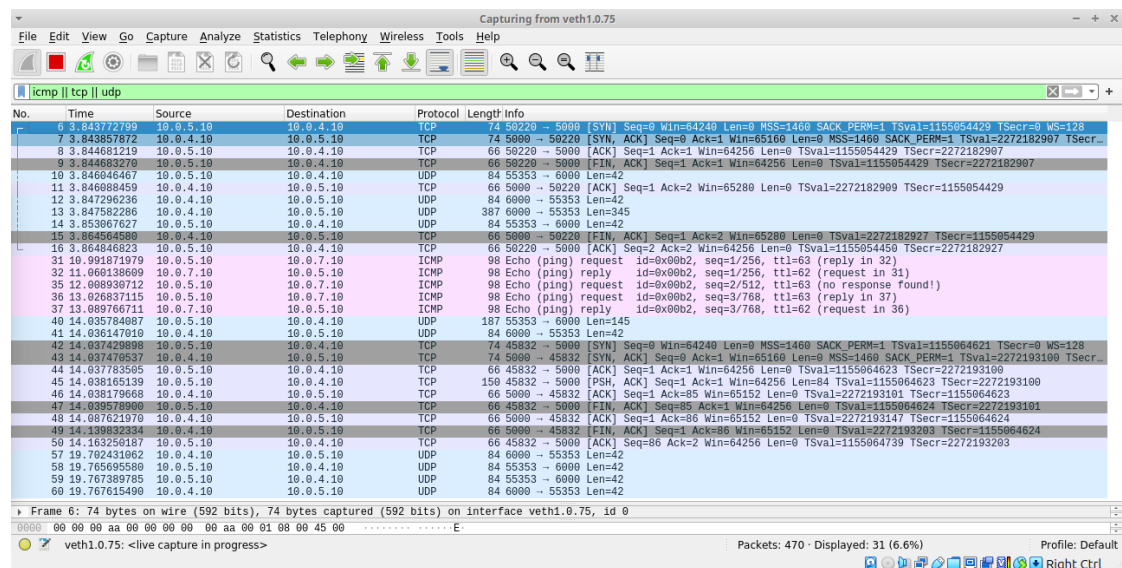 Capturing from veth1.0.75
File Edit View Go Capture Analyze Statistics Telephony Wireless Tools Help
icmp || tcp || udp
No. Time Source Destination Protocol Length Info
6 3.843772799 10.0.5.10 10.0.4.10 TCP 74 50220 → 5000 [SYN] Seq=0 Win=64240 Len=0 MSS=1460 SACK_PERM=1 TSval=1155054429 TSecr=0 WS=128
7 3.843857872 10.0.4.10 10.0.5.10 TCP 74 5000 → 50220 [SYN, ACK] Seq=0 Ack=1 Win=65160 Len=0 MSS=1460 SACK_PERM=1 TSval=2272182907 TSecr…
8 3.844681219 10.0.5.10 10.0.4.10 TCP 66 50220 → 5000 [ACK] Seq=1 Ack=1 Win=64256 Len=0 TSval=1155054429 TSecr=2272182907
9 3.844683270 10.0.5.10 10.0.4.10 TCP 66 50220 → 5000 [FIN, ACK] Seq=1 Ack=1 Win=64256 Len=0 TSval=1155054429 TSecr=2272182907
10 3.846046467 10.0.5.10 10.0.4.10 UDP 84 55353 → 6000 Len=42
11 3.846088459 10.0.4.10 10.0.5.10 TCP 66 5000 → 50220 [ACK] Seq=1 Ack=2 Win=65280 Len=0 TSval=2272182909 TSecr=1155054429
12 3.847296236 10.0.4.10 10.0.5.10 UDP 84 6000 → 55353 Len=42
13 3.847582286 10.0.4.10 10.0.5.10 UDP 387 6000 → 55353 Len=345
14 3.853067627 10.0.5.10 10.0.4.10 UDP 84 55353 → 6000 Len=42
15 3.864564580 10.0.4.10 10.0.5.10 TCP 66 5000 → 50220 [FIN, ACK] Seq=1 Ack=2 Win=65280 Len=0 TSval=2272182927 TSecr=1155054429
16 3.864846823 10.0.5.10 10.0.4.10 TCP 66 50220 → 5000 [ACK] Seq=2 Ack=2 Win=64256 Len=0 TSval=1155054450 TSecr=2272182927
31 10.991871979 10.0.5.10 10.0.7.10 ICMP 98 Echo (ping) request id=0x00b2, seq=1/256, ttl=63 (reply in 32)
32 11.060138609 10.0.7.10 10.0.5.10 ICMP 98 Echo (ping) reply id=0x00b2, seq=1/256, ttl=62 (request in 31)
35 12.008930712 10.0.5.10 10.0.7.10 ICMP 98 Echo (ping) request id=0x00b2, seq=2/512, ttl=63 (no response found!)
36 13.026837115 10.0.5.10 10.0.7.10 ICMP 98 Echo (ping) request id=0x00b2, seq=3/768, ttl=63 (reply in 37)
37 13.089766711 10.0.7.10 10.0.5.10 ICMP 98 Echo (ping) reply id=0x00b2, seq=3/768, ttl=62 (request in 36)
40 14.035784087 10.0.5.10 10.0.4.10 UDP 187 55353 → 6000 Len=145
41 14.036147010 10.0.4.10 10.0.5.10 UDP 84 6000 → 55353 Len=42
42 14.037429898 10.0.5.10 10.0.4.10 TCP 74 45832 → 5000 [SYN] Seq=0 Win=64240 Len=0 MSS=1460 SACK_PERM=1 TSval=1155064621 TSecr=0 WS=128
43 14.037470537 10.0.4.10 10.0.5.10 TCP 74 5000 → 45832 [SYN, ACK] Seq=0 Ack=1 Win=65160 Len=0 MSS=1460 SACK_PERM=1 TSval=2272193100 TSecr…
44 14.037783505 10.0.5.10 10.0.4.10 TCP 66 45832 → 5000 [ACK] Seq=1 Ack=1 Win=64256 Len=0 TSval=1155064623 TSecr=2272193100
45 14.038165139 10.0.5.10 10.0.4.10 TCP 150 45832 → 5000 [PSH, ACK] Seq=1 Ack=1 Win=64256 Len=84 TSval=1155064623 TSecr=2272193100
46 14.038179668 10.0.4.10 10.0.5.10 TCP 66 5000 → 45832 [ACK] Seq=1 Ack=85 Win=65152 Len=0 TSval=2272193101 TSecr=1155064623
47 14.039578900 10.0.5.10 10.0.4.10 TCP 66 45832 → 5000 [FIN, ACK] Seq=85 Ack=1 Win=64256 Len=0 TSval=1155064624 TSecr=2272193101
48 14.087621970 10.0.4.10 10.0.5.10 TCP 66 5000 → 45832 [ACK] Seq=1 Ack=86 Win=65152 Len=0 TSval=2272193147 TSecr=1155064624
49 14.139832334 10.0.4.10 10.0.5.10 TCP 66 5000 → 45832 [FIN, ACK] Seq=1 Ack=86 Win=65152 Len=0 TSval=2272193203 TSecr=1155064624
50 14.163250187 10.0.5.10 10.0.4.10 TCP 66 45832 → 5000 [ACK] Seq=86 Ack=2 Win=64256 Len=0 TSval=1155064739 TSecr=2272193203
57 19.702431062 10.0.4.10 10.0.5.10 UDP 84 6000 → 55353 Len=42
58 19.765695580 10.0.5.10 10.0.4.10 UDP 84 55353 → 6000 Len=42
59 19.767389785 10.0.5.10 10.0.4.10 UDP 84 55353 → 6000 Len=42
60 19.767615490 10.0.4.10 10.0.5.10 UDP 84 6000 → 55353 Len=42
Frame 6: 74 bytes on wire (592 bits), 74 bytes captured (592 bits) on interface veth1.0.75, id 0
0000 00 00 00 aa 00 00 00 00 00 aa 00 01 08 00 45 00 ········ ······E·
veth1.0.75: <live capture in progress> Packets: 470 · Displayed: 31 (6.6%) Profile: Default
Right Ctrl